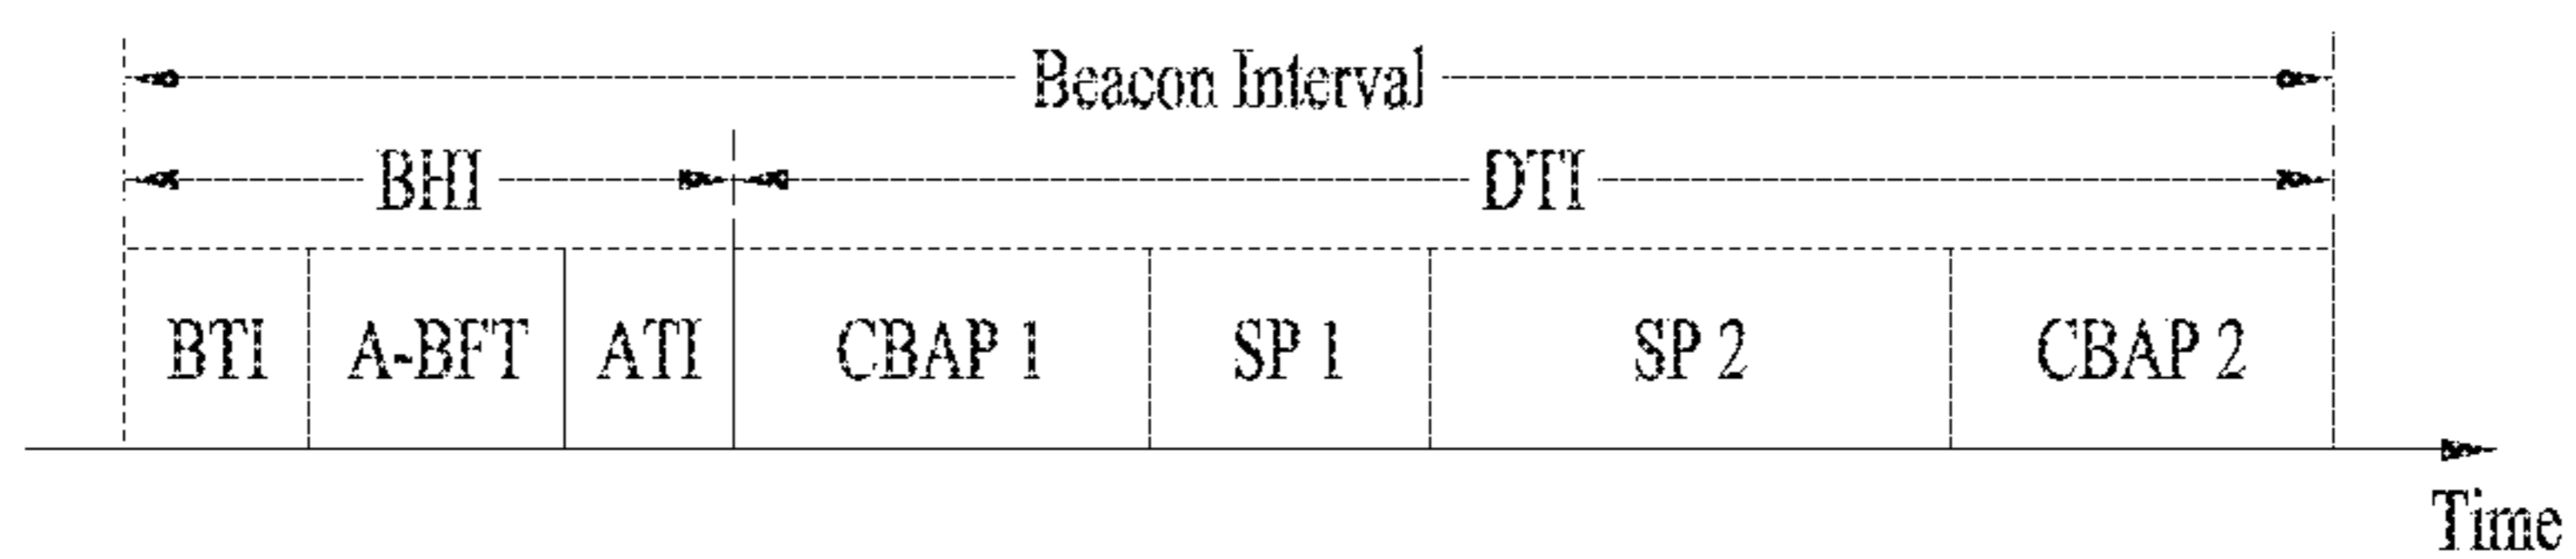 Beacon Interval
BHI DTI
BTI A-BFT ATI CBAP 1 SP 1 SP 2 CBAP 2
Time